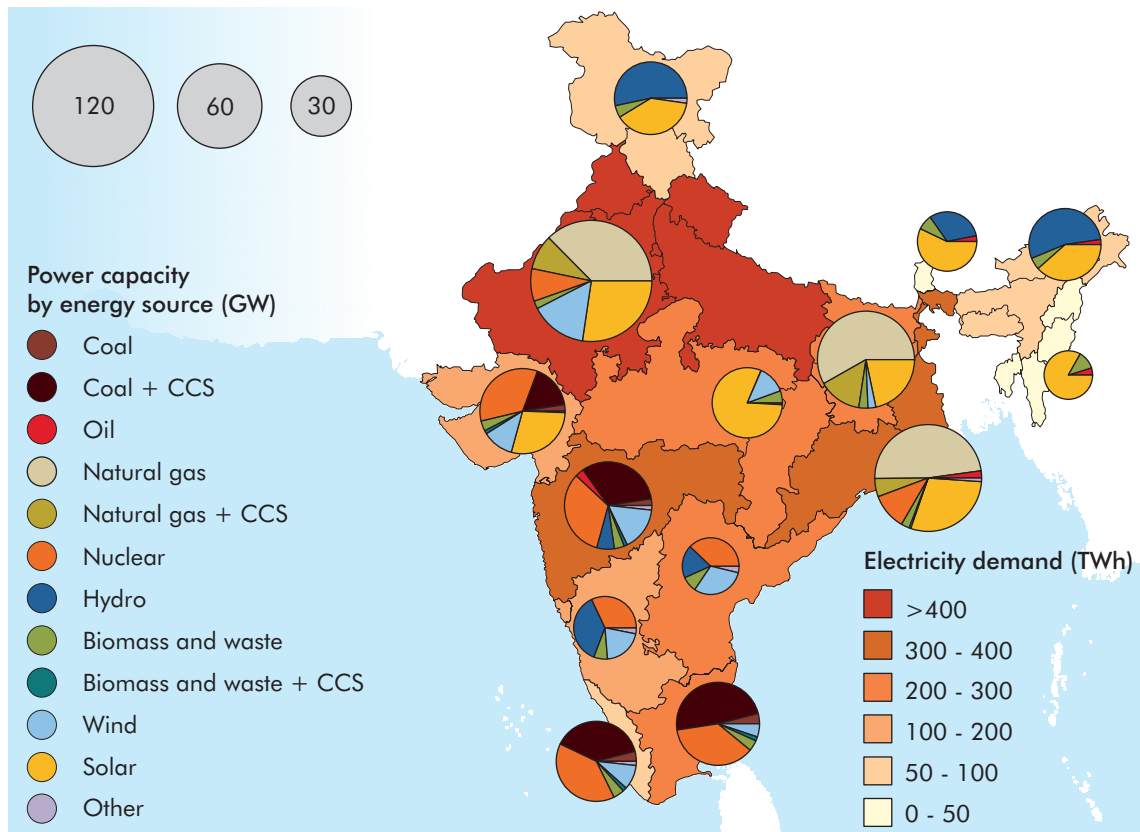 120
60
30
Power capacity
by energy source (GW)
Coal
Coal + CCS
Oil
Natural gas
Natural gas + CCS
Nuclear
Hydro
Biomass and waste
Biomass and waste + CCS
Wind
Solar
Other
Electricity demand (TWh)
>400
300 - 400
200 - 300
100 - 200
50 - 100
0 - 50